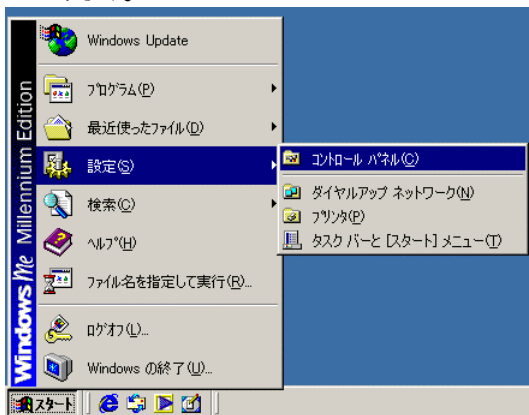 Windows Me Millennium Edition
Windows Update
プログラム(P)
最近使ったファイル(D)
設定(S)
検索(C)
ヘルプ(H)
ファイル名を指定して実行(R)...
ログオフ(L)...
Windows の終了(U)...
コントロール パネル(C)
ダイヤルアップ ネットワーク(N)
プリンタ(P)
タスク バーと [スタート] メニュー(T)
スタート